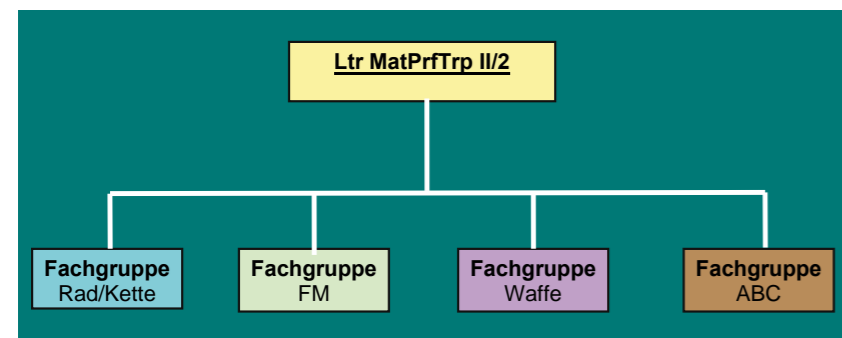 Ltr MatPrfTrp II/2
Fachgruppe
Rad/Kette
Fachgruppe
FM
Fachgruppe
Waffe
Fachgruppe
ABC